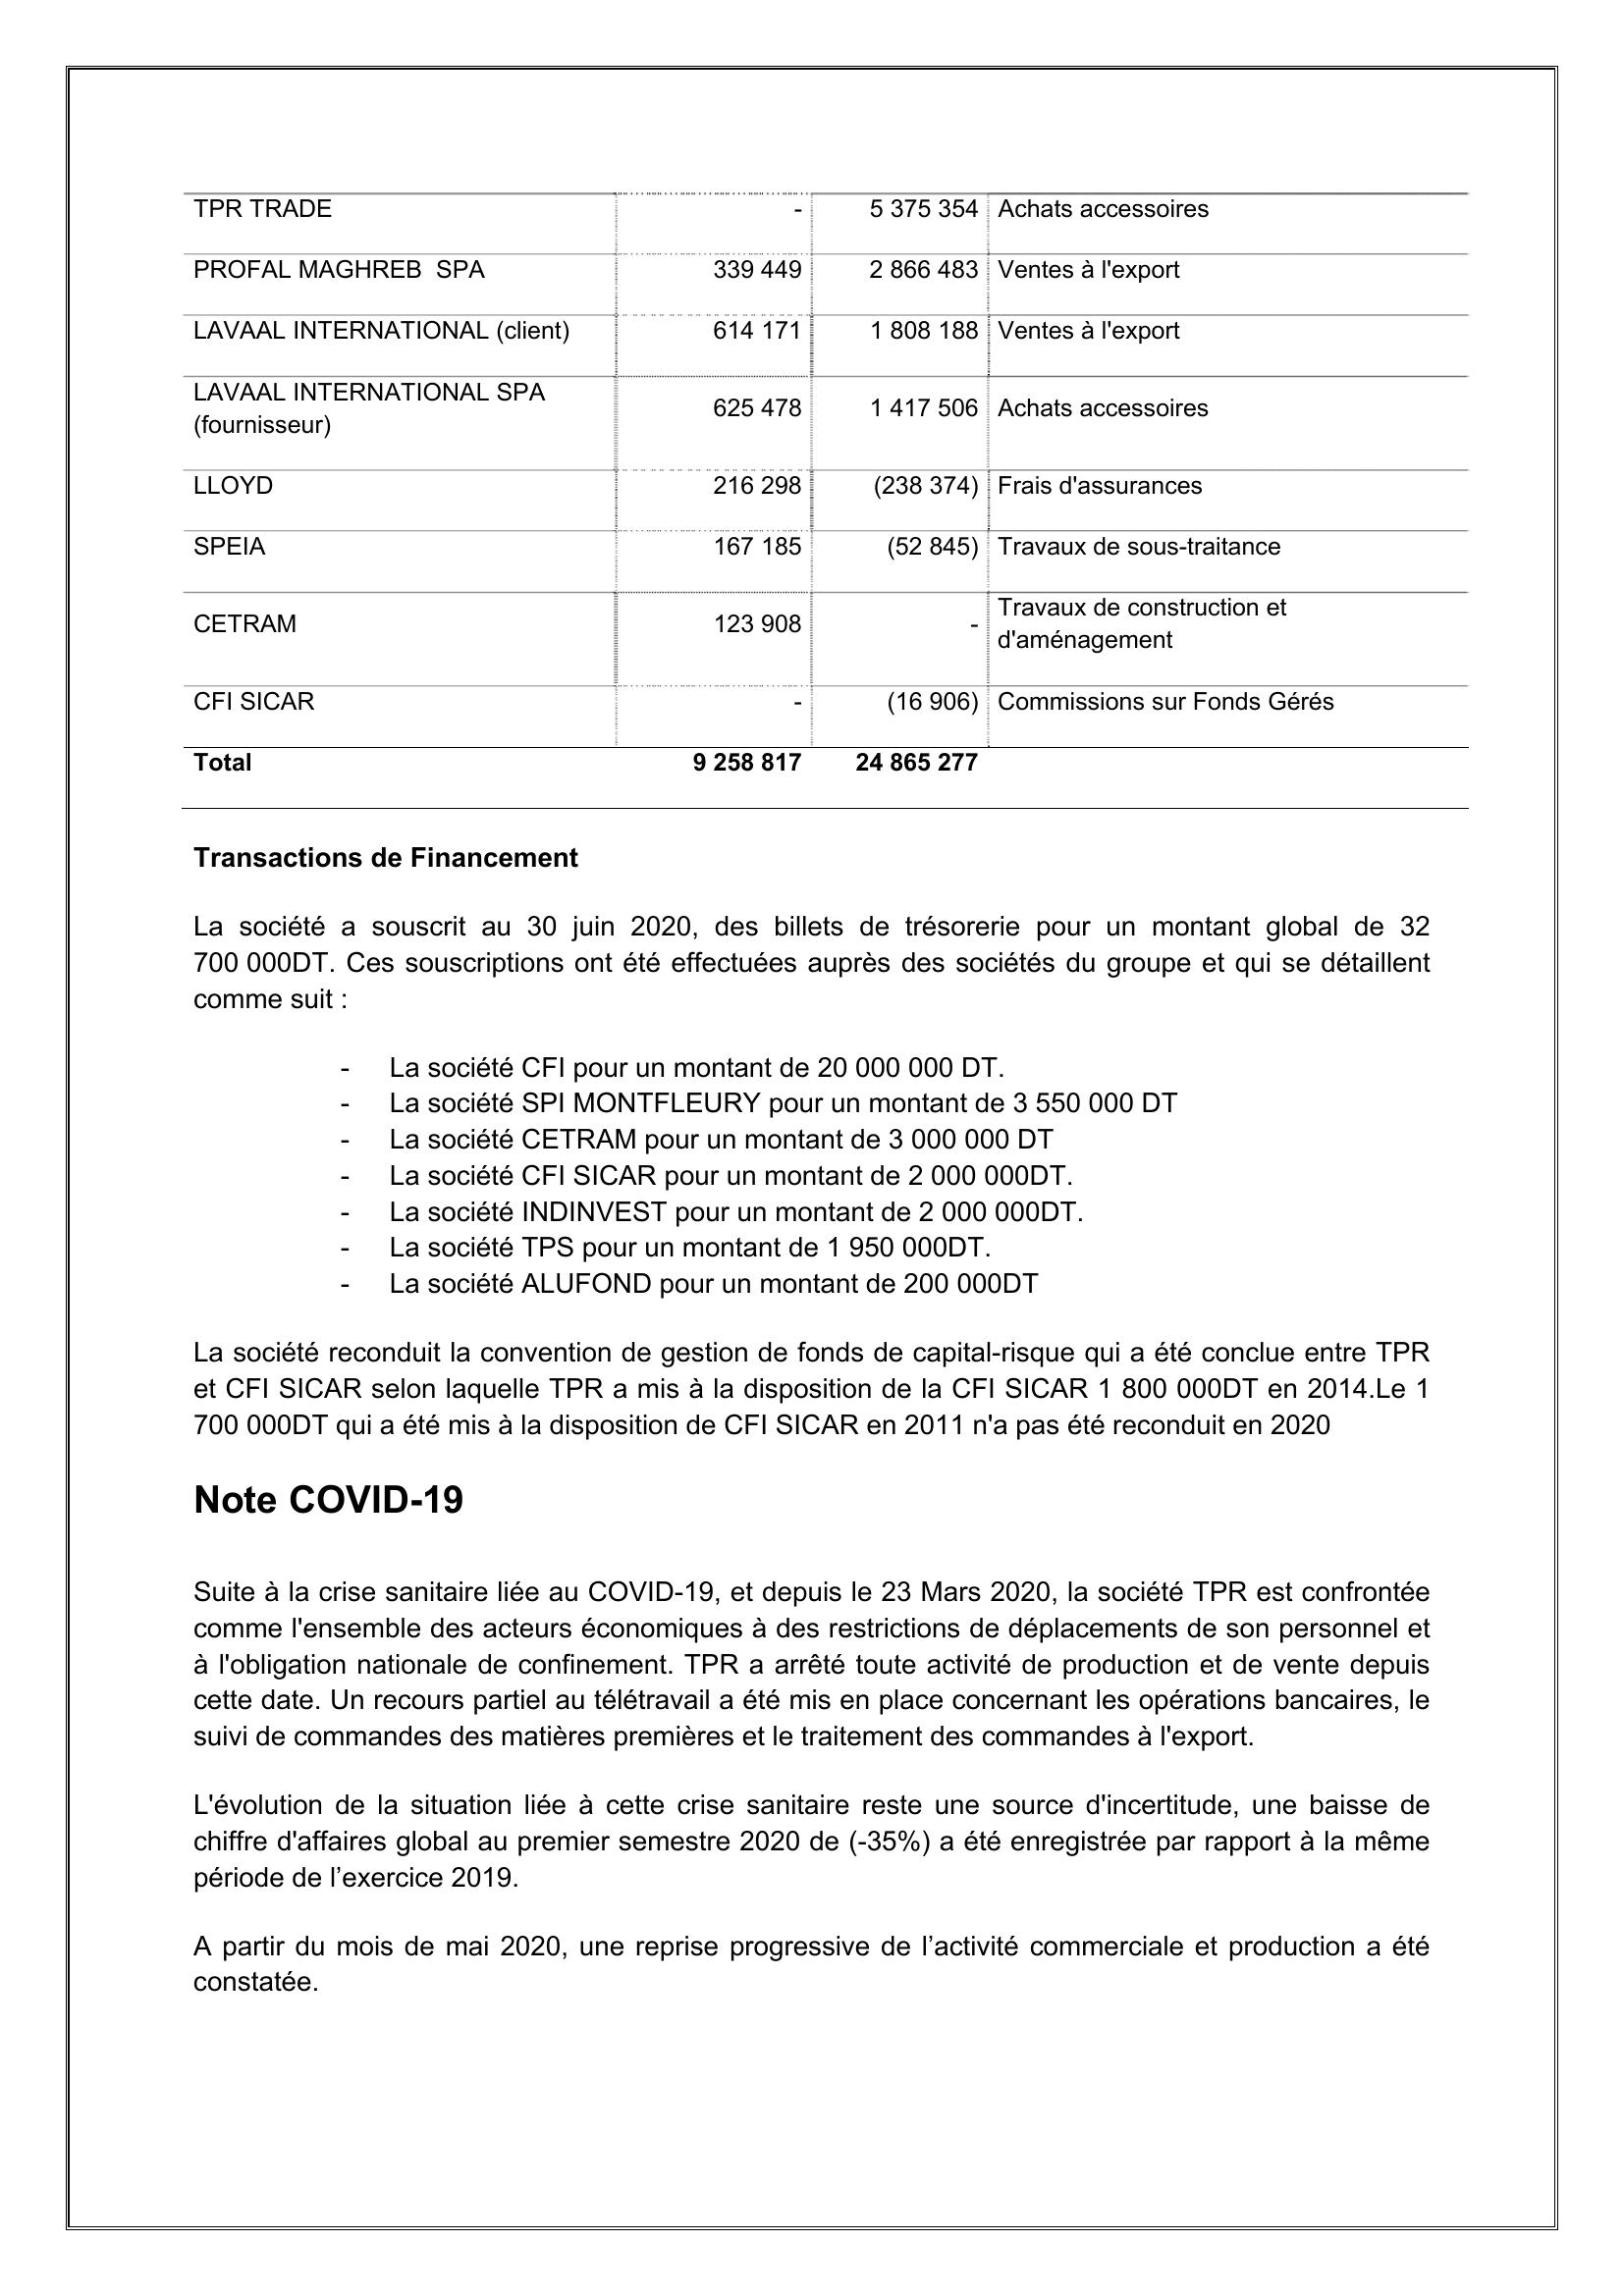 TPR TRADE - 5 375 354 Achats accessoires
PROFAL MAGHREB  SPA 339 449 2 866 483 Ventes à l'export
LAVAAL INTERNATIONAL (client) 614 171 1 808 188 Ventes à l'export
LAVAAL INTERNATIONAL SPA
(fournisseur) 625 478 1 417 506 Achats accessoires
LLOYD 216 298 (238 374) Frais d'assurances
SPEIA 167 185 (52 845) Travaux de sous-traitance
CETRAM 123 908 - Travaux de construction et
d'aménagement
CFI SICAR - (16 906) Commissions sur Fonds Gérés
Total 9 258 817 24 865 277
Transactions de Financement
La société a souscrit au 30 juin 2020, des billets de trésorerie pour un montant global de 32
700 000DT. Ces souscriptions ont été effectuées auprès des sociétés du groupe et qui se détaillent
comme suit :
- La société CFI pour un montant de 20 000 000 DT.
- La société SPI MONTFLEURY pour un montant de 3 550 000 DT
- La société CETRAM pour un montant de 3 000 000 DT
- La société CFI SICAR pour un montant de 2 000 000DT.
- La société INDINVEST pour un montant de 2 000 000DT.
- La société TPS pour un montant de 1 950 000DT.
- La société ALUFOND pour un montant de 200 000DT
La société reconduit la convention de gestion de fonds de capital-risque qui a été conclue entre TPR
et CFI SICAR selon laquelle TPR a mis à la disposition de la CFI SICAR 1 800 000DT en 2014.Le 1
700 000DT qui a été mis à la disposition de CFI SICAR en 2011 n'a pas été reconduit en 2020
Note COVID-19
Suite à la crise sanitaire liée au COVID-19, et depuis le 23 Mars 2020, la société TPR est confrontée
comme l'ensemble des acteurs économiques à des restrictions de déplacements de son personnel et
à l'obligation nationale de confinement. TPR a arrêté toute activité de production et de vente depuis
cette date. Un recours partiel au télétravail a été mis en place concernant les opérations bancaires, le
suivi de commandes des matières premières et le traitement des commandes à l'export.
L'évolution de la situation liée à cette crise sanitaire reste une source d'incertitude, une baisse de
chiffre d'affaires global au premier semestre 2020 de (-35%) a été enregistrée par rapport à la même
période de l’exercice 2019.
A partir du mois de mai 2020, une reprise progressive de l’activité commerciale et production a été
constatée.